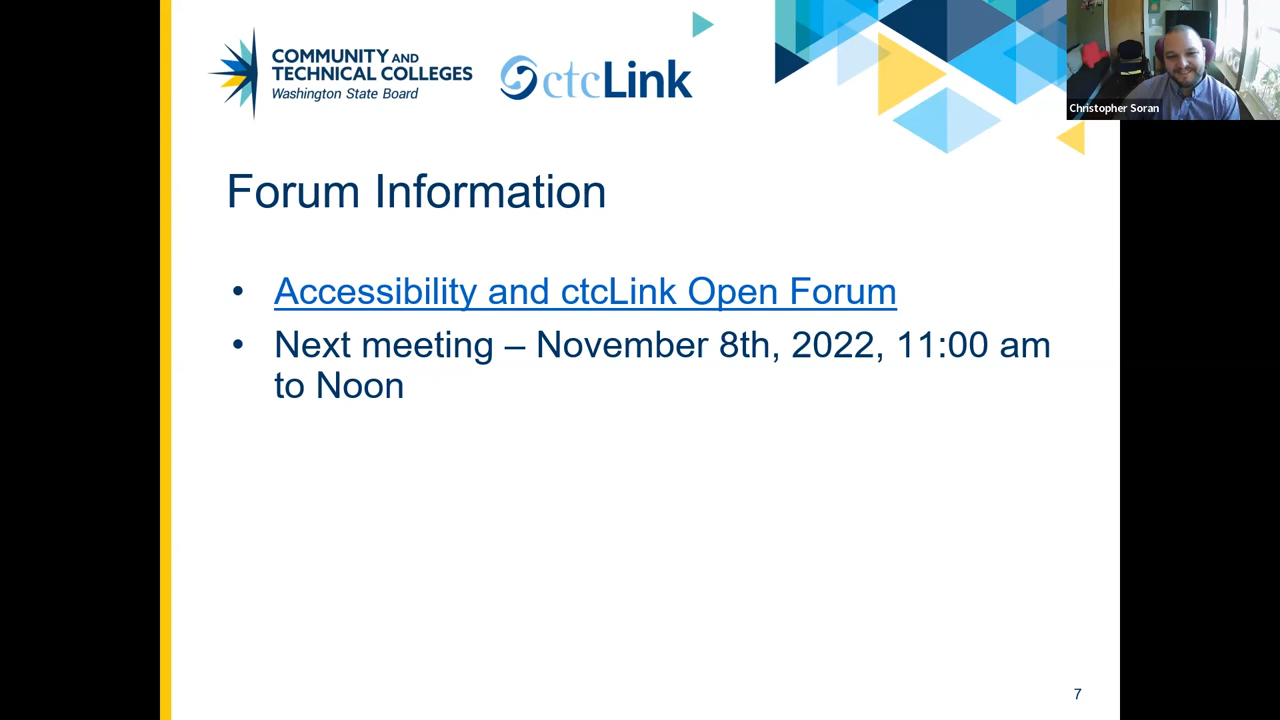 COMMUNITY AND
TECHNICAL COLLEGES
Washington State Board
ctcLink
Christopher Soran
Forum Information
• Accessibility and ctcLink Open Forum
• Next meeting – November 8th, 2022, 11:00 am
to Noon
7